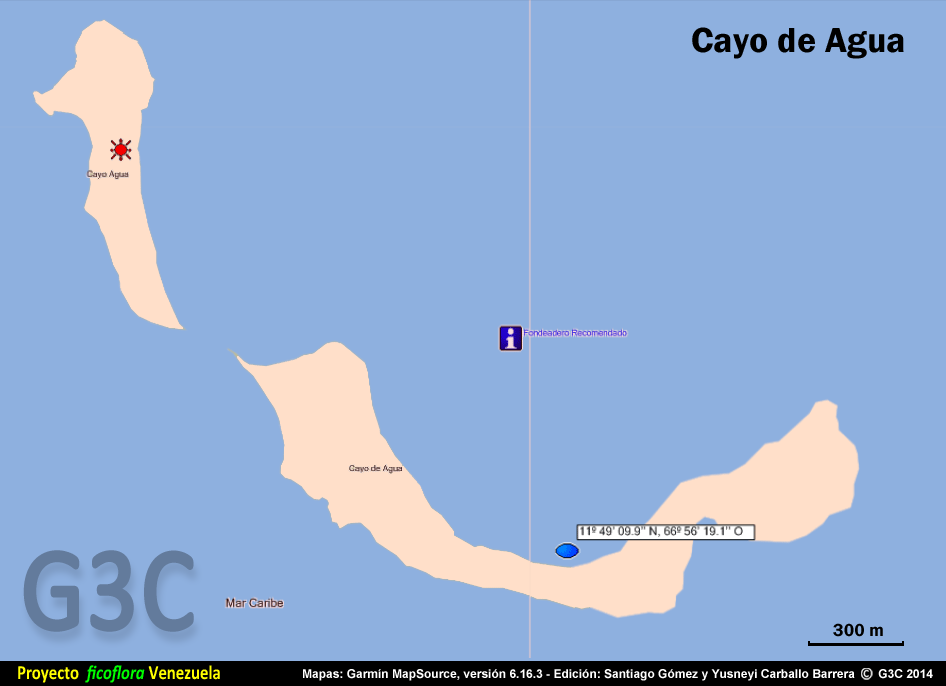 Cayo de Agua
Cayo Agua
Fondeadero Recomendado
Cayo de Agua
11º 49' 09.9'' N, 66º 56' 19.1'' O
G3C
Mar Caribe
300 m
Proyecto ficoflora Venezuela
Mapas: Garmin MapSource, versión 6.16.3 - Edición: Santiago Gómez y Yusneyi Carballo Barrera © G3C 2014